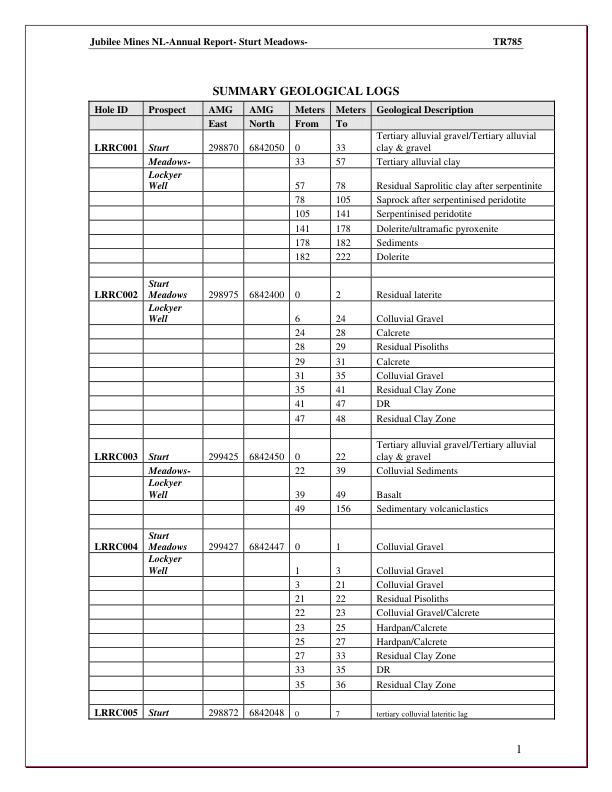 Jubilee Mines NL-Annual Report- Sturt Meadows- TR785
SUMMARY GEOLOGICAL LOGS
Hole ID Prospect AMG AMG Meters Meters Geological Description
East North From To
Tertiary alluvial gravel/Tertiary alluvial
LRRC001 Sturt 298870 6842050 0 33 clay & gravel
Meadows- 33 57 Tertiary alluvial clay
Lockyer
Well 57 78 Residual Saprolitic clay after serpentinite
78 105 Saprock after serpentinised peridotite
105 141 Serpentinised peridotite
141 178 Dolerite/ultramafic pyroxenite
178 182 Sediments
182 222 Dolerite
Sturt
LRRC002 Meadows 298975 6842400 0 2 Residual laterite
Lockyer
Well 6 24 Colluvial Gravel
24 28 Calcrete
28 29 Residual Pisoliths
29 31 Calcrete
31 35 Colluvial Gravel
35 41 Residual Clay Zone
41 47 DR
47 48 Residual Clay Zone
Tertiary alluvial gravel/Tertiary alluvial
LRRC003 Sturt 299425 6842450 0 22 clay & gravel
Meadows- 22 39 Colluvial Sediments
Lockyer
Well 39 49 Basalt
49 156 Sedimentary volcaniclastics
Sturt
LRRC004 Meadows 299427 6842447 0 1 Colluvial Gravel
Lockyer
Well 1 3 Colluvial Gravel
3 21 Colluvial Gravel
21 22 Residual Pisoliths
22 23 Colluvial Gravel/Calcrete
23 25 Hardpan/Calcrete
25 27 Hardpan/Calcrete
27 33 Residual Clay Zone
33 35 DR
35 36 Residual Clay Zone
LRRC005 Sturt 298872 6842048 0 7 tertiary colluvial lateritic lag
1